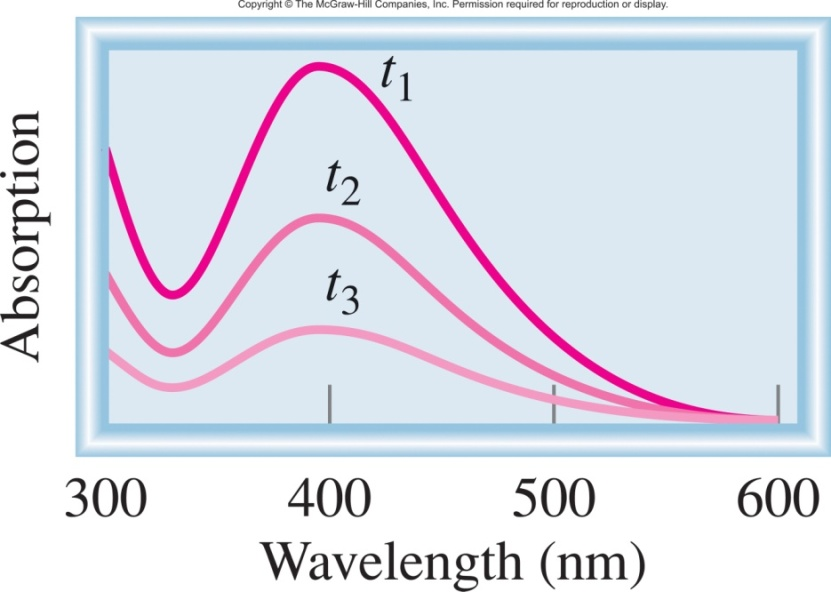 Copyright © The McGraw-Hill Companies, Inc. Permission required for reproduction or display.
t1
t2
t3
Absorption
300 400 500 600
Wavelength (nm)